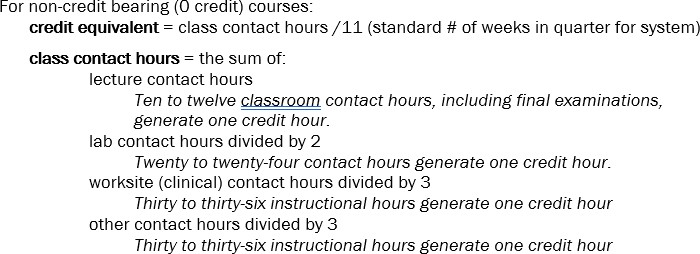 For non-credit bearing (0 credit) courses:
credit equivalent = class contact hours /11 (standard # of weeks in quarter for system)
class contact hours = the sum of:
lecture contact hours
Ten to twelve classroom contact hours, including final examinations,
generate one credit hour.
lab contact hours divided by 2
Twenty to twenty-four contact hours generate one credit hour.
worksite (clinical) contact hours divided by 3
Thirty to thirty-six instructional hours generate one credit hour
other contact hours divided by 3
Thirty to thirty-six instructional hours generate one credit hour